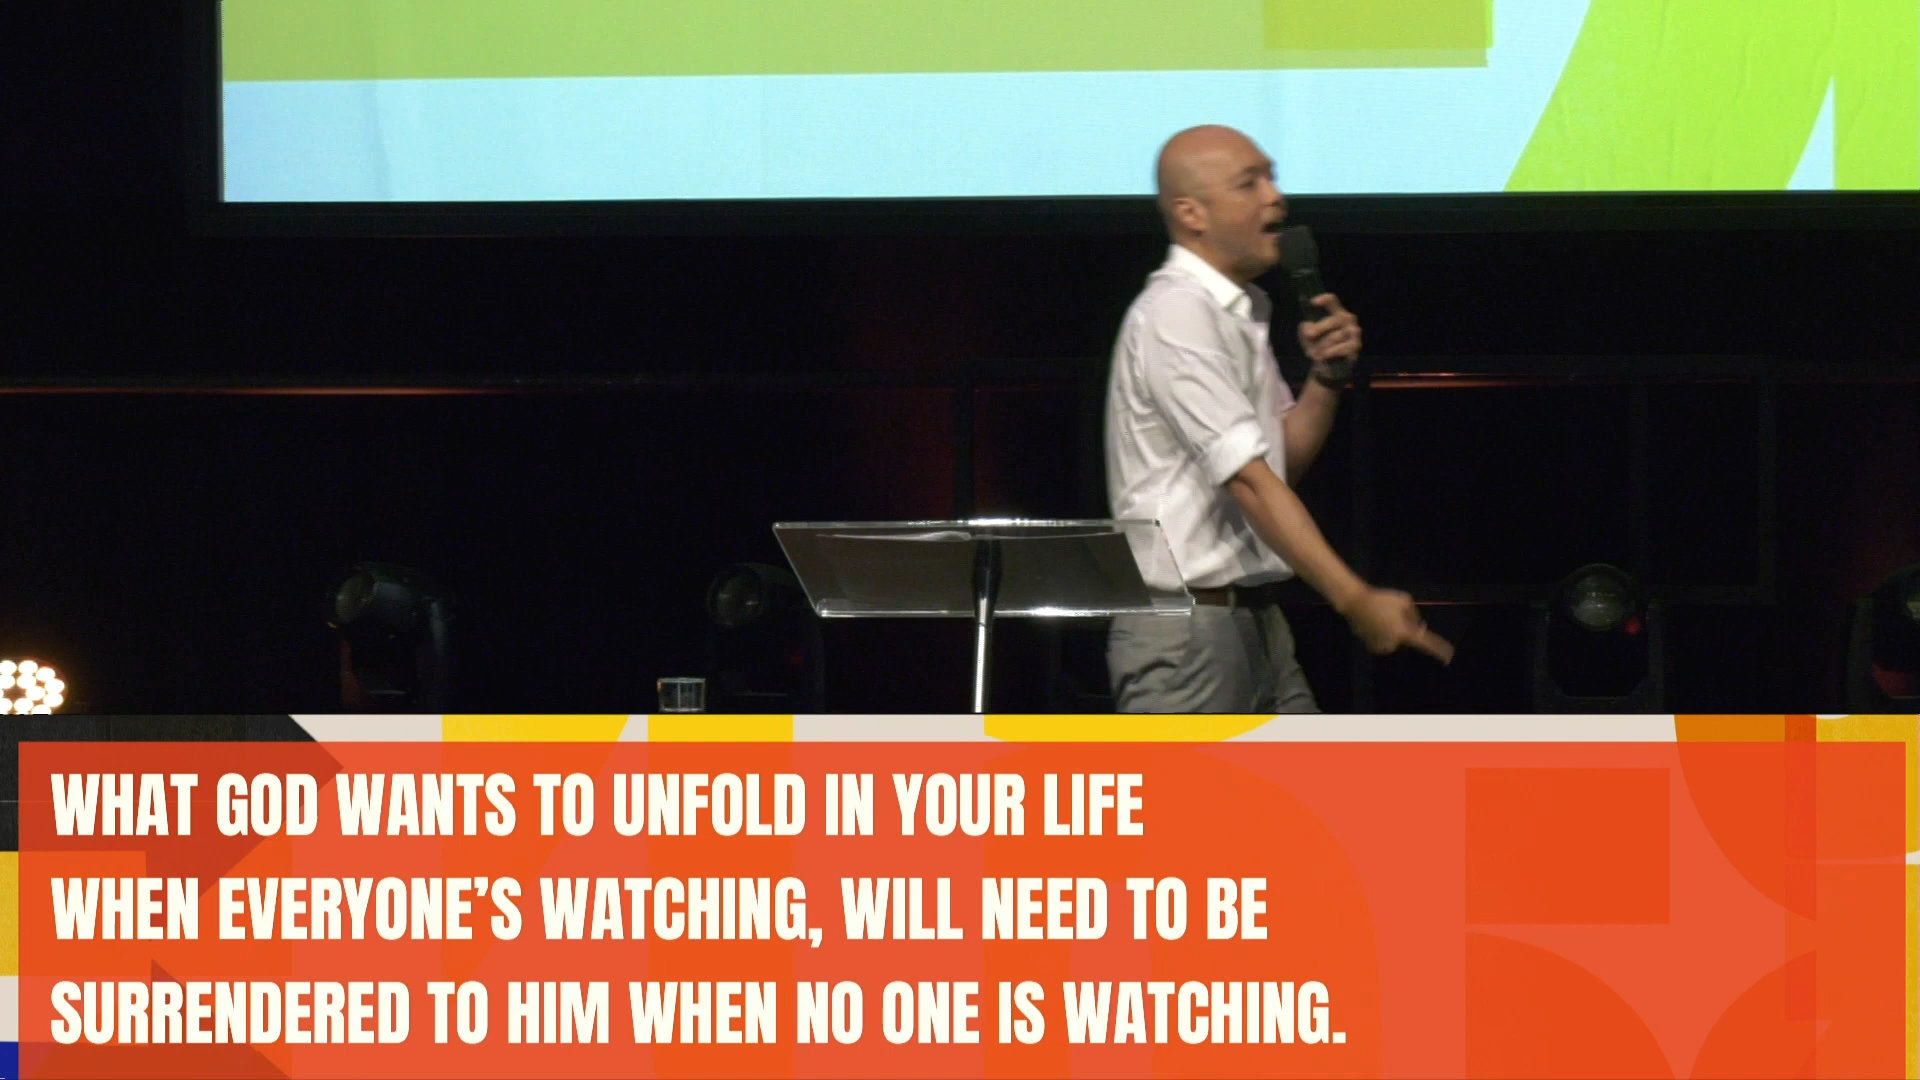 WHAT GOD WANTS TO UNFOLD IN YOUR LIFE
WHEN EVERYONE’S WATCHING, WILL NEED TO BE
SURRENDERED TO HIM WHEN NO ONE IS WATCHING.